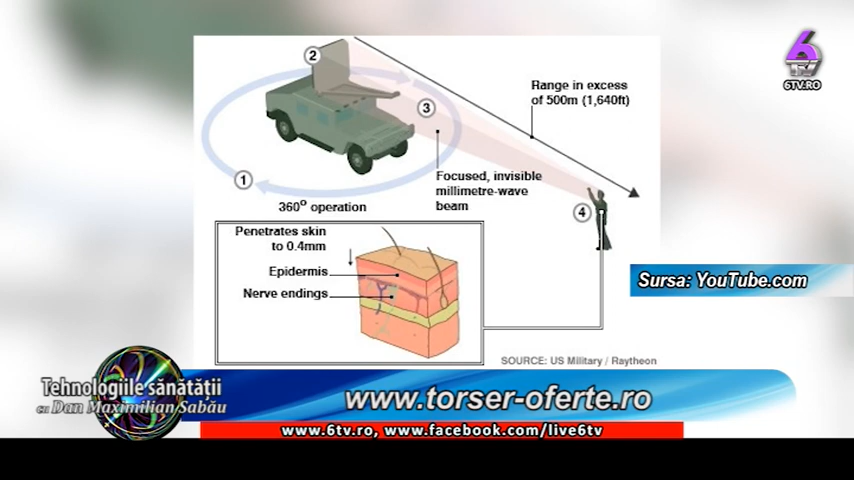 6
TV
6TV.RO
2
Range in excess
of 500m (1,640ft)
3
Focused, invisible
millimetre-wave
beam
1
360º operation
4
Penetrates skin
to 0.4mm
Epidermis
Nerve endings
Sursa: YouTube.com
SOURCE: US Military / Raytheon
Tehnologiile sănătății
cu Dan Maximilian Sabău
www.torser-oferte.ro
www.6tv.ro, www.facebook.com/live6tv